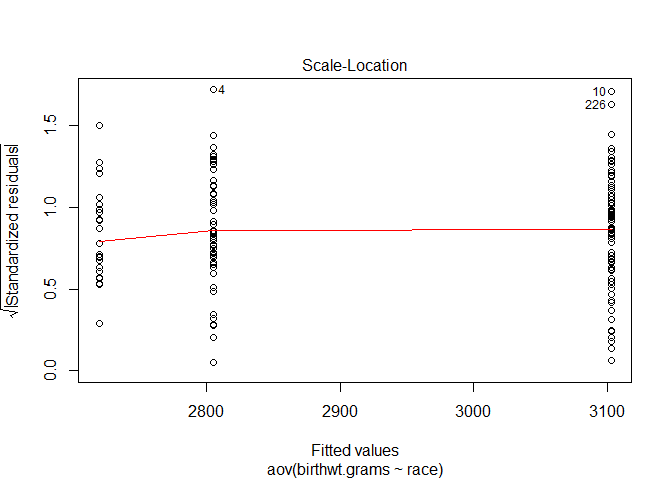 Scale-Location
√|Standardized residuals|
1.5
1.0
0.5
0.0
4
10
226
2800
2900
3000
3100
Fitted values
aov(birthwt.grams ~ race)